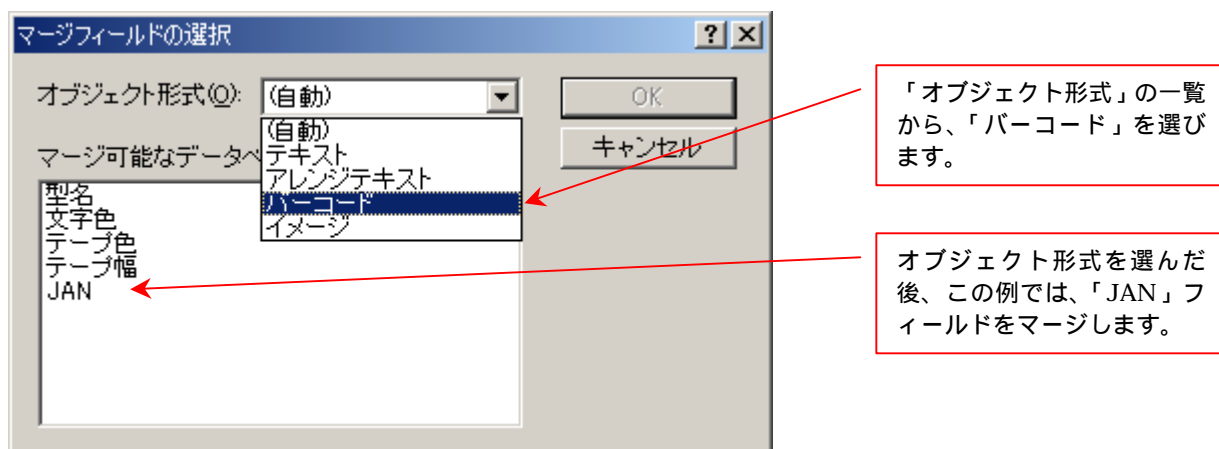 マージフィールドの選択
オブジェクト形式(O):
(自動)
OK
キャンセル
(自動)
テキスト
アレンジテキスト
バーコード
イメージ
マージ可能なデータベ
型名
文字色
テープ色
テープ幅
JAN
「オブジェクト形式」の一覧
から、「バーコード」を選び
ます。
オブジェクト形式を選んだ
後、この例では、「JAN」フ
ィールドをマージします。